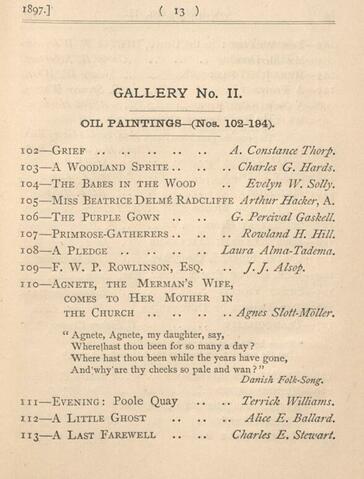 1897.] ( 13 )
GALLERY No. II.
OIL PAINTINGS—(Nos. 102-194).
102—Grief .. .. .. .. .. A. Constance Thorp.
103—A Woodland Sprite .. .. Charles G. Hards.
104—The Babes in the Wood .. Evelyn W. Solly.
105—Miss Beatrice Delmé Radcliffe Arthur Hacker, A.
106—The Purple Gown .. .. G. Percival Gaskell.
107—Primrose-Gatherers .. .. Rowland H. Hill.
108—A Pledge .. .. .. Laura Alma-Tadema.
109—F. W. P. Rowlinson, Esq. .. J. J. Alsop.
110—Agnete, the Merman's Wife,
comes to Her Mother in
the Church .. .. .. Agnes Slott-Möller.
"Agnete, Agnete, my daughter, say,
Where hast thou been for so many a day?
Where hast thou been while the years have gone,
And why are thy cheeks so pale and wan?"
Danish Folk-Song.
111—Evening: Poole Quay .. .. Terrick Williams.
112—A Little Ghost .. .. Alice E. Ballard.
113—A Last Farewell .. .. Charles E. Stewart.